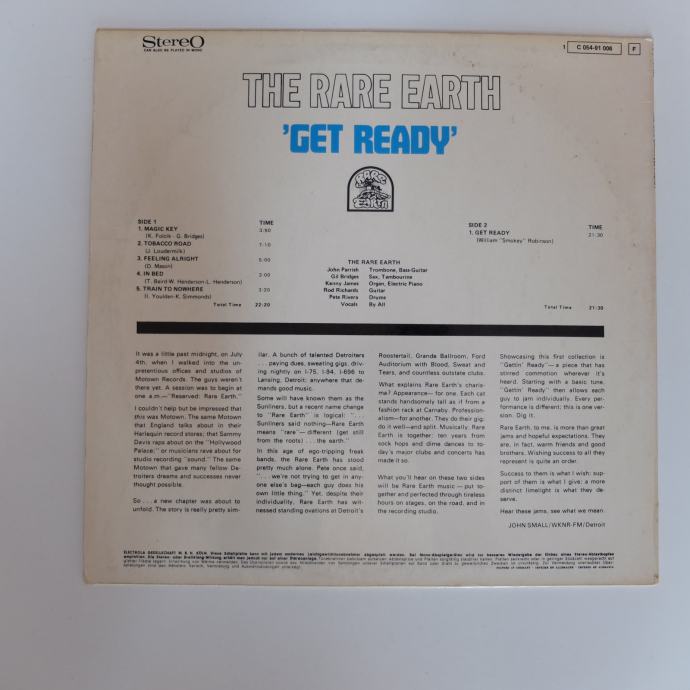 StereO
CAN ALSO BE PLAYED IN MONO
1 C 054-91 006 F
THE RARE EARTH
'GET READY'
RARE EARTH
SIDE 1 TIME
1. MAGIC KEY 3:50
(K. Folcik - G. Bridges)
2. TOBACCO ROAD 7:10
(J. Loudermilk)
3. FEELING ALRIGHT 5:00
(D. Mason)
4. IN BED 3:00
(T. Baird-W. Henderson-L. Henderson)
5. TRAIN TO NOWHERE 3:20
(I. Youlden-K. Simmonds)
Total Time 22:20
THE RARE EARTH
John Parrish Trombone, Bass-Guitar
Gil Bridges Sax, Tambourine
Kenny James Organ, Electric Piano
Rod Richards Guitar
Pete Rivera Drums
Vocals By All
SIDE 2 TIME
1. GET READY 21:30
(William "Smokey" Robinson)
Total Time 21:30
It was a little past midnight, on July
4th, when I walked into the un-
pretentious offices and studios of
Motown Records. The guys weren't
there yet. A session was to begin at
one a.m.—"Reserved: Rare Earth."
I couldn't help but be impressed that
this was Motown. The same Motown
that England talks about in their
Harlequin record stores; that Sammy
Davis raps about on the "Hollywood
Palace;" or musicians rave about for
studio recording "sound." The same
Motown that gave many fellow De-
troiters dreams and successes never
thought possible.
So . . . a new chapter was about to
unfold. The story is really pretty sim-
ilar. A bunch of talented Detroiters
. . . paying dues, sweating gigs, driv-
ing nightly on I-75, I-94, I-696 to
Lansing, Detroit; anywhere that de-
mands good music.
Some will have known them as the
Sunliners, but a recent name change
to "Rare Earth" is logical: ". . .
Sunliners said nothing—Rare Earth
means "rare"— different (get still
from the roots) . . . the earth."
In this age of ego-tripping freak
bands, the Rare Earth has stood
pretty much alone. Pete once said,
". . . we're not trying to get in any-
one else's bag—each guy does his
own little thing." Yet, despite their
individuality, Rare Earth has wit-
nessed standing ovations at Detroit's
Roostertail, Grande Ballroom, Ford
Auditorium with Blood, Sweat and
Tears, and countless outstate clubs.
What explains Rare Earth's charis-
ma? Appearance— for one. Each cat
stands handsomely tall as if from a
fashion rack at Carnaby. Profession-
alism—for another. They do their gig;
do it well—and split. Musically: Rare
Earth is together: ten years from
sock hops and dime dances to to-
day's major clubs and concerts has
made it so.
What you'll hear on these two sides
will be Rare Earth music — put to-
gether and perfected through tireless
hours on stages, on the road, and in
the recording studio.
Showcasing this first collection is
"Gettin' Ready"— a piece that has
stirred commotion wherever it's
heard. Starting with a basic tune,
"Gettin' Ready" then allows each
guy to jam individually. Every per-
formance is different; this is one ver-
sion. Dig it.
Rare Earth, to me, is more than great
jams and hopeful expectations. They
are, in fact, warm friends and good
brothers. Wishing success to all they
represent is quite an order.
Success to them is what I wish; sup-
port of them is what I give; a more
distinct limelight is what they de-
serve.
Hear these jams, see what we mean.
JOHN SMALL/WKNR-FM/Detroit
ELECTROLA GESELLSCHAFT M. B. H. KÖLN